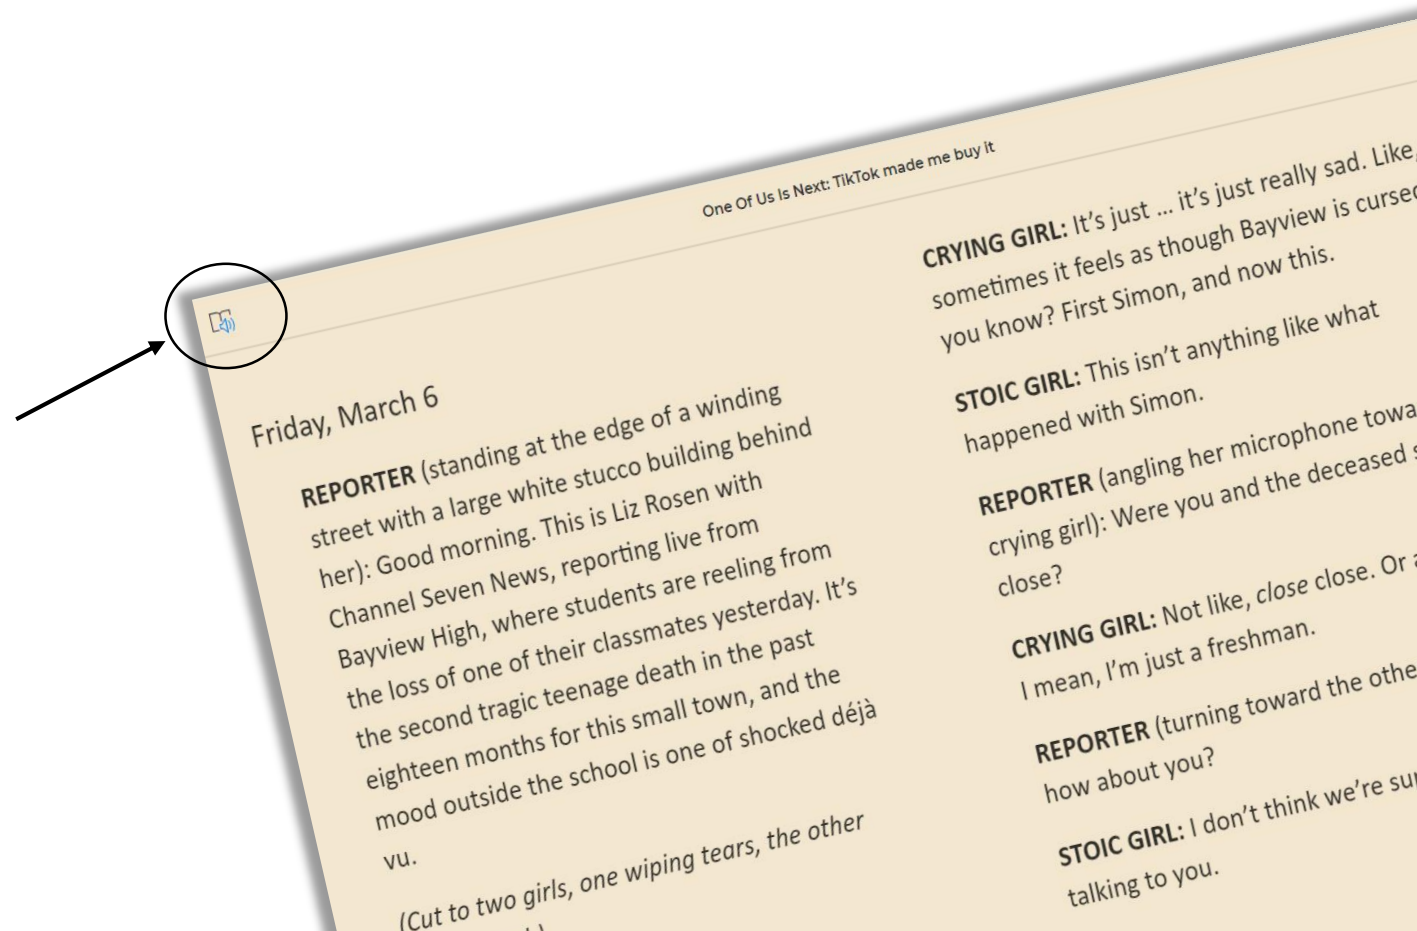 One Of Us Is Next: TikTok made me buy it
Friday, March 6
REPORTER (standing at the edge of a winding
street with a large white stucco building behind
her): Good morning. This is Liz Rosen with
Channel Seven News, reporting live from
Bayview High, where students are reeling from
the loss of one of their classmates yesterday. It’s
the second tragic teenage death in the past
eighteen months for this small town, and the
mood outside the school is one of shocked déjà
vu.
(Cut to two girls, one wiping tears, the other
CRYING GIRL: It’s just … it’s just really sad. Like,
sometimes it feels as though Bayview is cursed
you know? First Simon, and now this.
STOIC GIRL: This isn’t anything like what
happened with Simon.
REPORTER (angling her microphone
crying girl): Were you and the deceased
close?
CRYING GIRL: Not like, close close. Or
I mean, I’m just a freshman.
REPORTER (turning toward the
how about you?
STOIC GIRL: I don’t think we’re
talking to you.